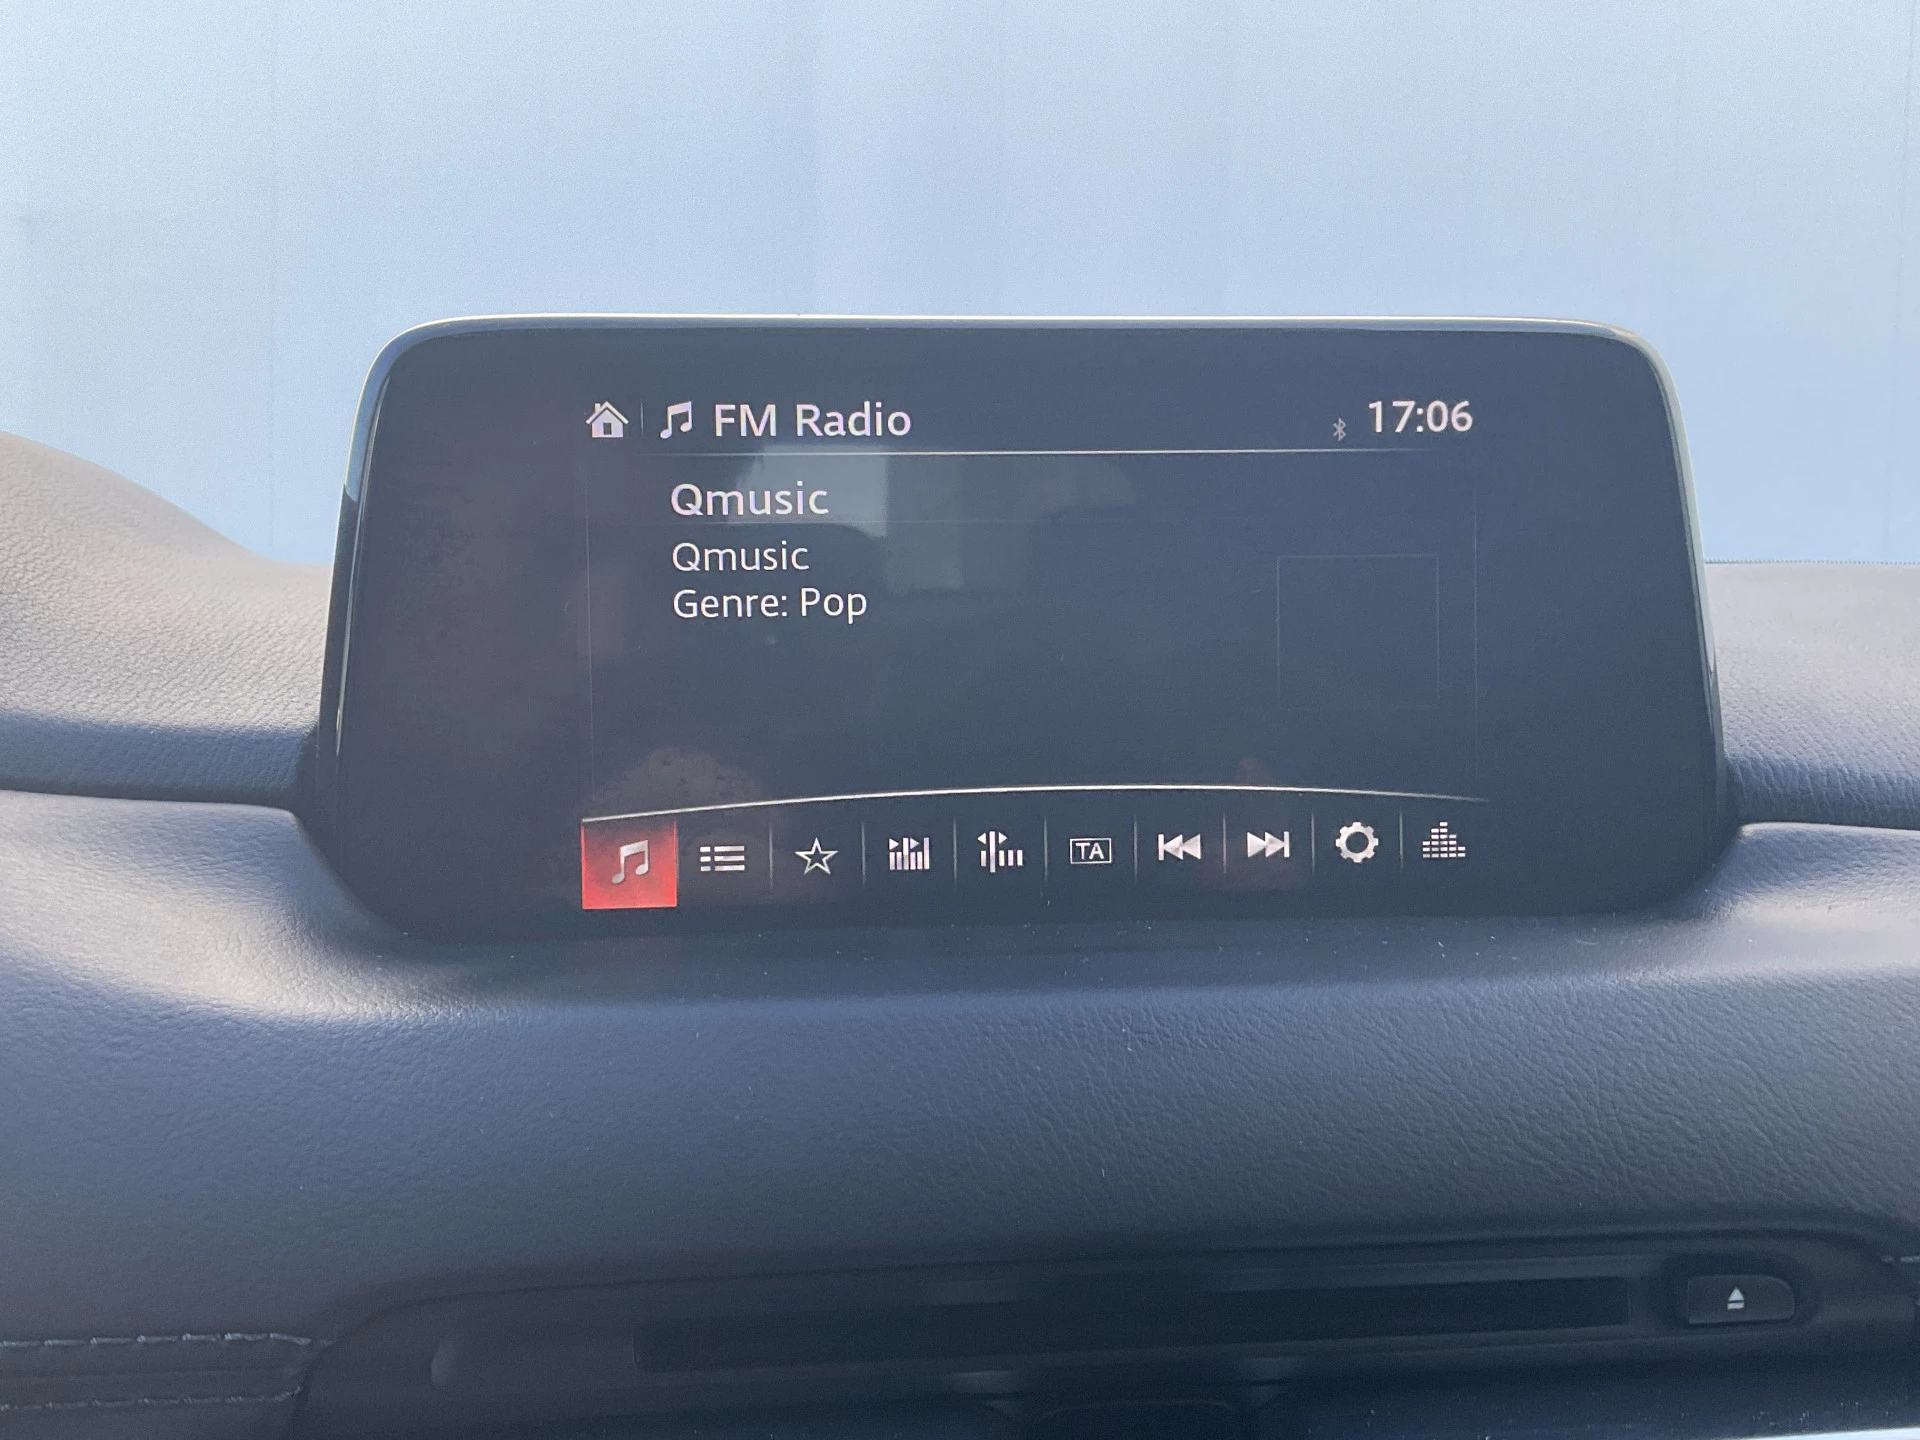 FM Radio 17:06
Qmusic
Qmusic
Genre: Pop
TA